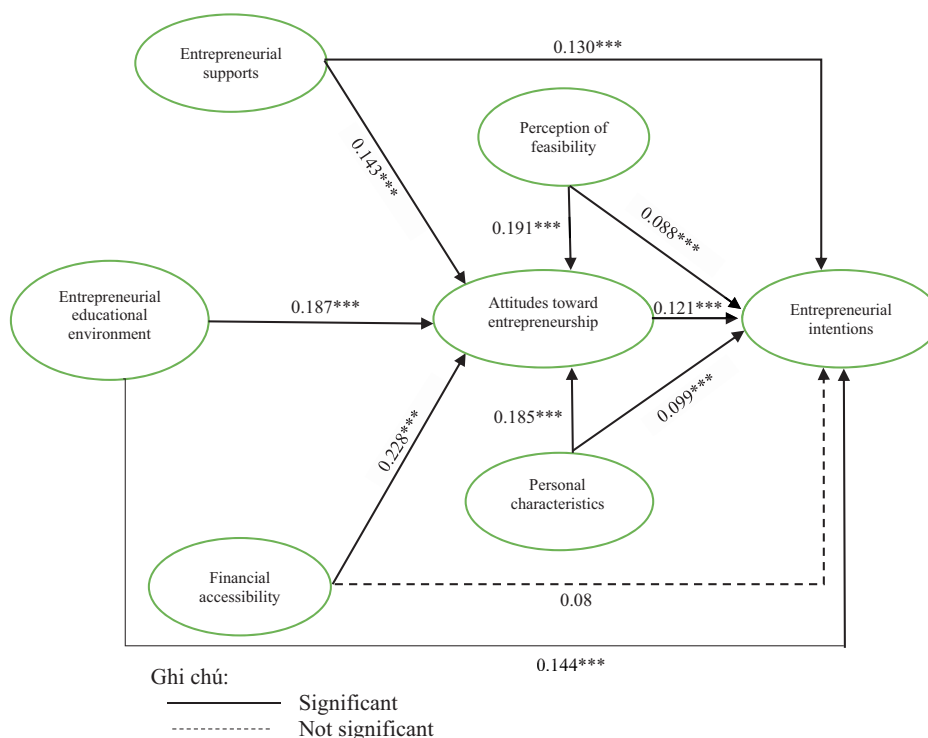 Entrepreneurial
supports
0.130***
Perception of
feasibility
0.143***
0.191***
0.088***
Entrepreneurial
educational
environment
0.187***
Attitudes toward
entrepreneurship
0.121***
Entrepreneurial
intentions
0.228***
0.185***
0.099***
Personal
characteristics
Financial
accessibility
0.08
0.144***
Ghi chú:
Significant
Not significant